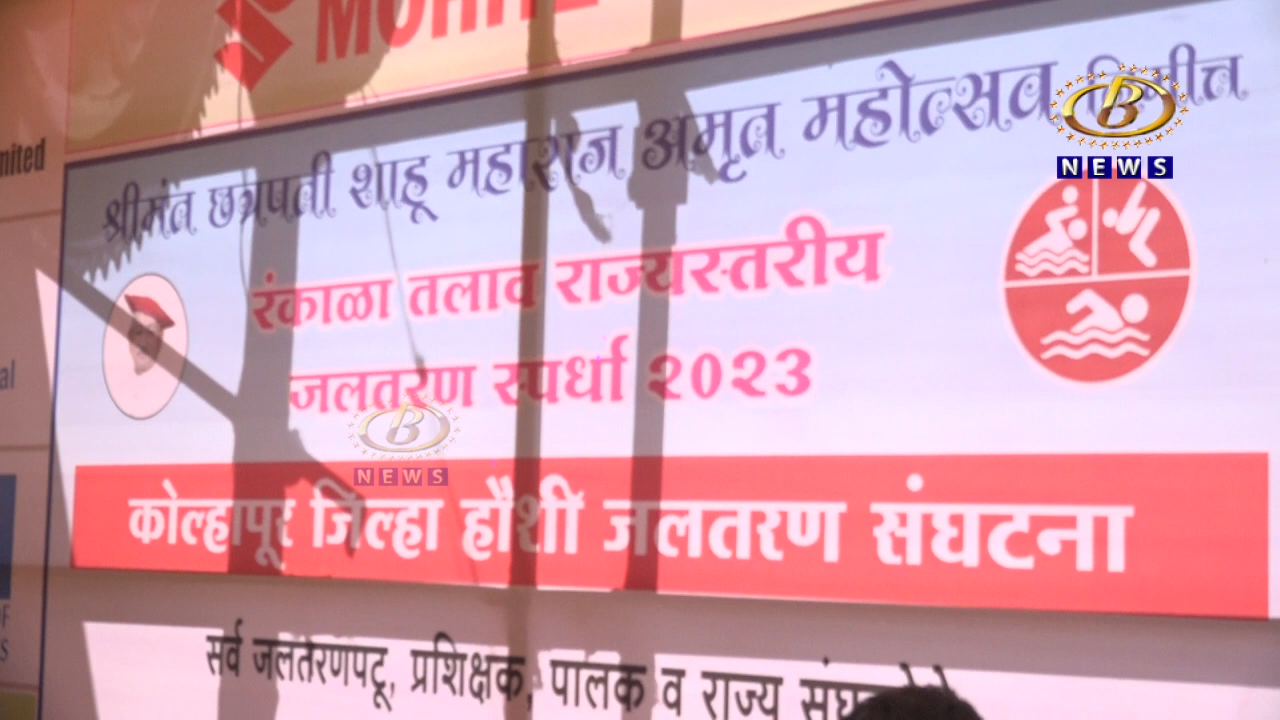 mited
श्रीमंत छत्रपती शाहू महाराज अमृत महोत्सव
B
NEWS
रंकाळा तलाव राज्यस्तरीय
जलतरण स्पर्धा २०२३
B
NEWS
कोल्हापूर जिल्हा हौशी जलतरण संघटना
सर्व जलतरणपटू, प्रशिक्षक, पालक व राज्य